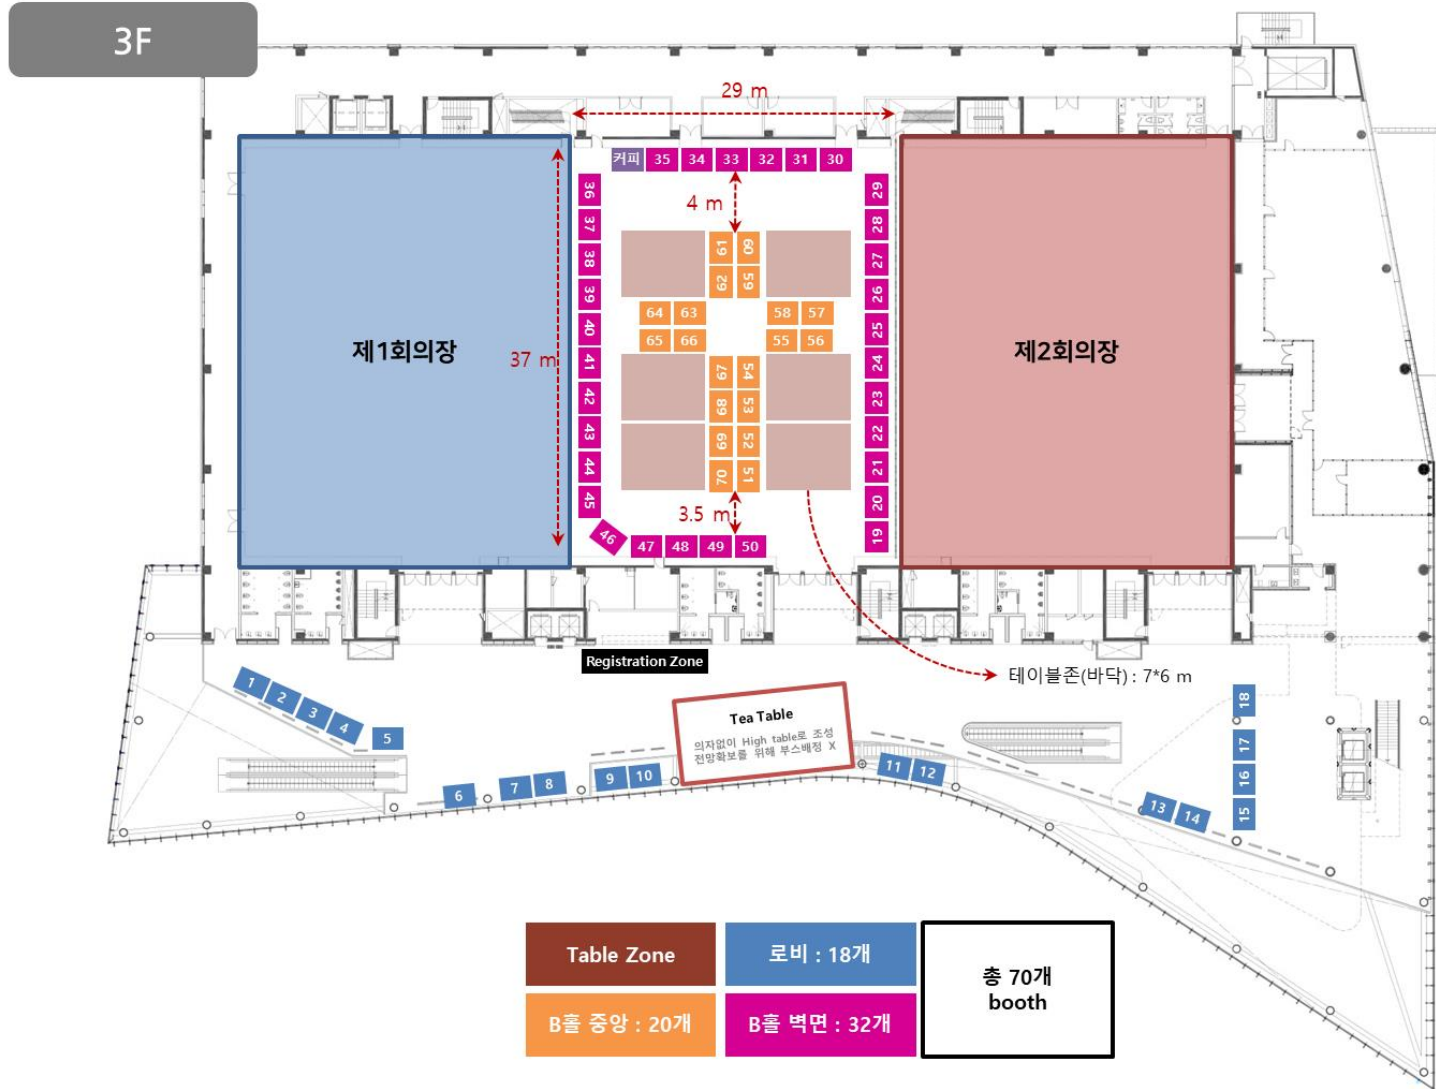 3F
29 m
커피 35 34 33 32 31 30
36
37
38
39
40
41
42
43
44
45
46
47 48 49 50
29
28
27
26
25
24
23
22
21
20
19
4 m
61 60
62 59
64 63
65 66
58 57
55 56
67 54
68 53
69 52
70 51
3.5 m
제1회의장
37 m
제2회의장
Registration Zone
테이블존(바닥) : 7*6 m
1
2
3
4
5
6
7
8
9
10
Tea Table
의자없이 High table로 조성
전망확보를 위해 부스배정 X
11
12
13
14
18
17
16
15
Table Zone
로비 : 18개
B홀 중앙 : 20개
B홀 벽면 : 32개
총 70개
booth